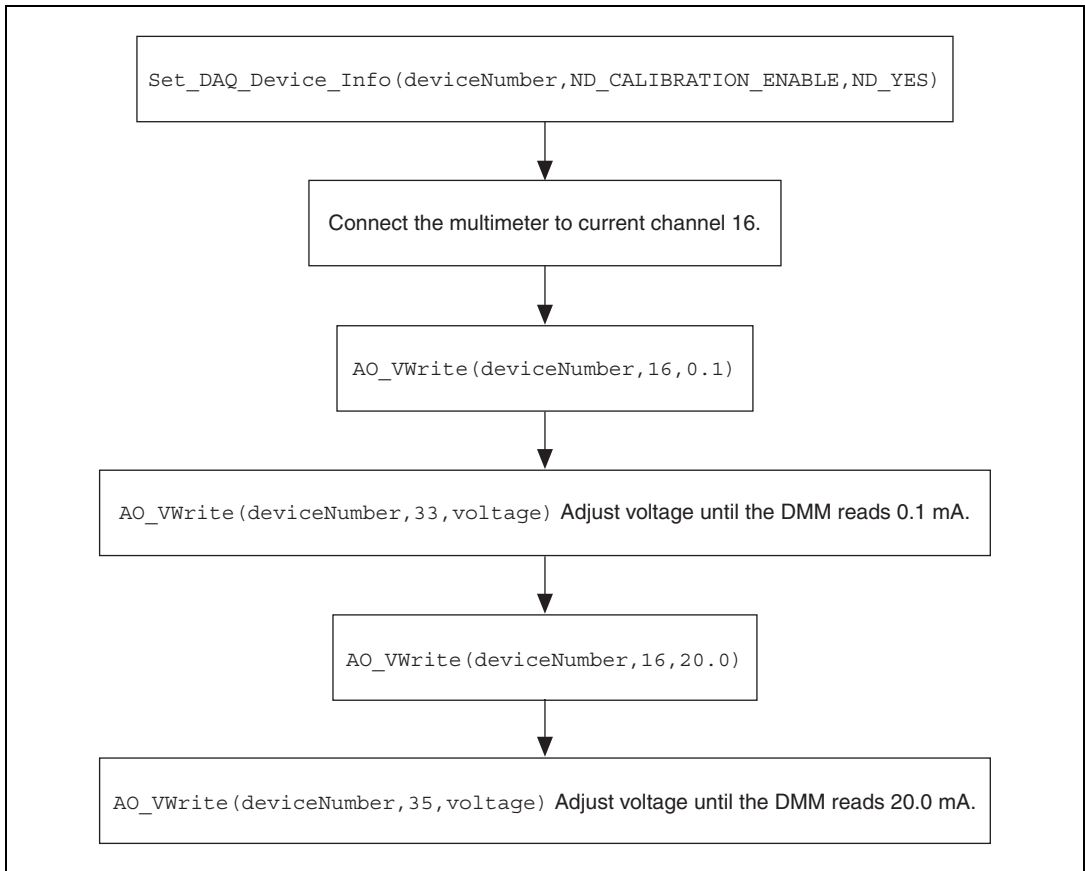 Set_DAQ_Device_Info(deviceNumber,ND_CALIBRATION_ENABLE,ND_YES)
Connect the multimeter to current channel 16.
AO_VWrite(deviceNumber,16,0.1)
AO_VWrite(deviceNumber,33,voltage) Adjust voltage until the DMM reads 0.1 mA.
AO_VWrite(deviceNumber,16,20.0)
AO_VWrite(deviceNumber,35,voltage) Adjust voltage until the DMM reads 20.0 mA.